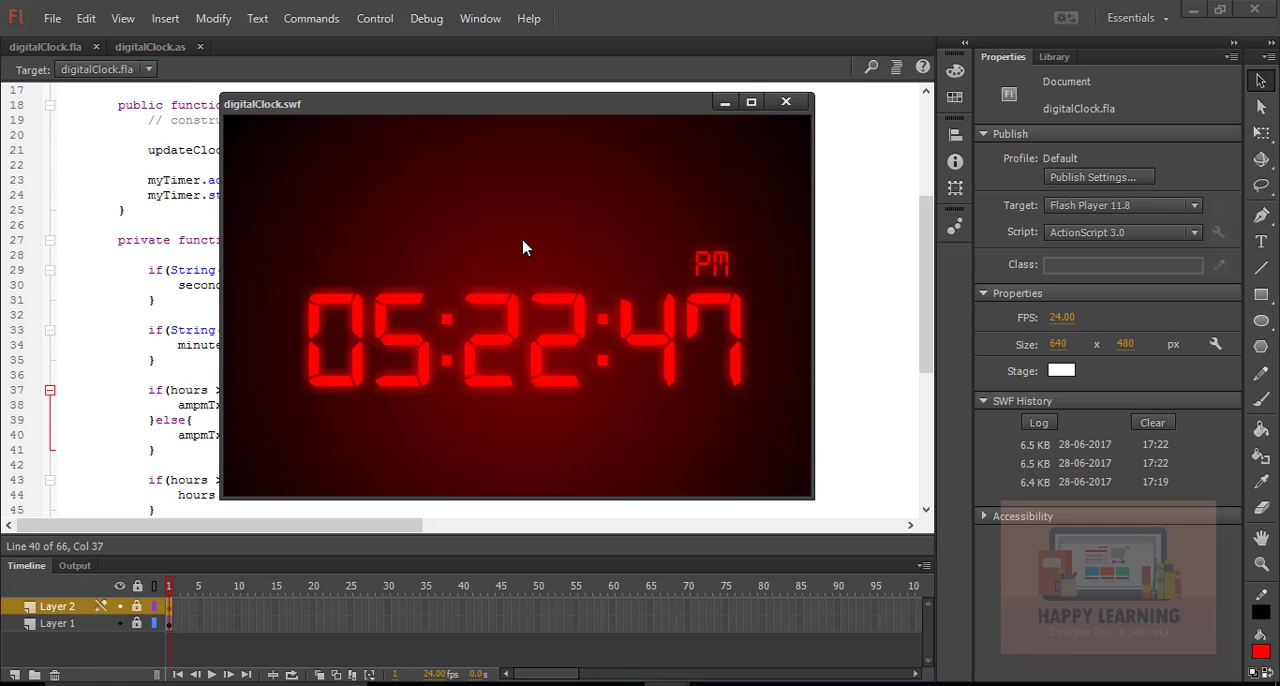 Fl File Edit View Insert Modify Text Commands Control Debug Window Help Essentials
digitalClock.fla × digitalClock.as ×
Target: digitalClock.fla
Properties Library
Document
Fl digitalClock.fla
Publish
Profile: Default
Publish Settings...
Target: Flash Player 11.8
Script: ActionScript 3.0
Class:
Properties
FPS: 24.00
Size: 640 x 480 px
Stage:
SWF History
Log Clear
6.5 KB 28-06-2017 17:22
6.5 KB 28-06-2017 17:22
6.4 KB 28-06-2017 17:19
Accessibility
HAPPY LEARNING
17
18 public functi
19 // constr
20
21 updateCloc
22
23 myTimer.ad
24 myTimer.st
25 }
26
27 private functi
28
29 if(String
30 second
31 }
32
33 if(String
34 minute
35 }
36
37 if(hours >
38 ampmTx
39 }else{
40 ampmTx
41 }
42
43 if(hours >
44 hours
45 }
digitalClock.swf
PM
05:22:47
Line 40 of 66, Col 37
Timeline Output
1 5 10 15 20 25 30 35 40 45 50 55 60 65 70 75 80 85 90 95 10
Layer 2
Layer 1
1 24.00 fps 0.0 s